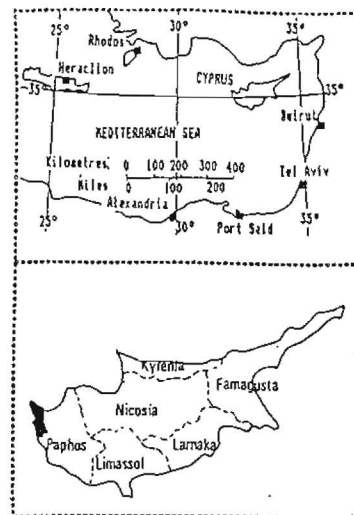 25° 30° 35°
Rhodos
Heraclion
CYPRUS
35° 35°
Beirut
MEDITERRANEAN SEA
Kilometres 0 100 200 300 400
Tel Aviv
Miles 0 100 200
Alexandria
25° 30° 35°
Port Said
Kyrenia
Famagusta
Nicosia
Paphos
Larnaka
Limassol